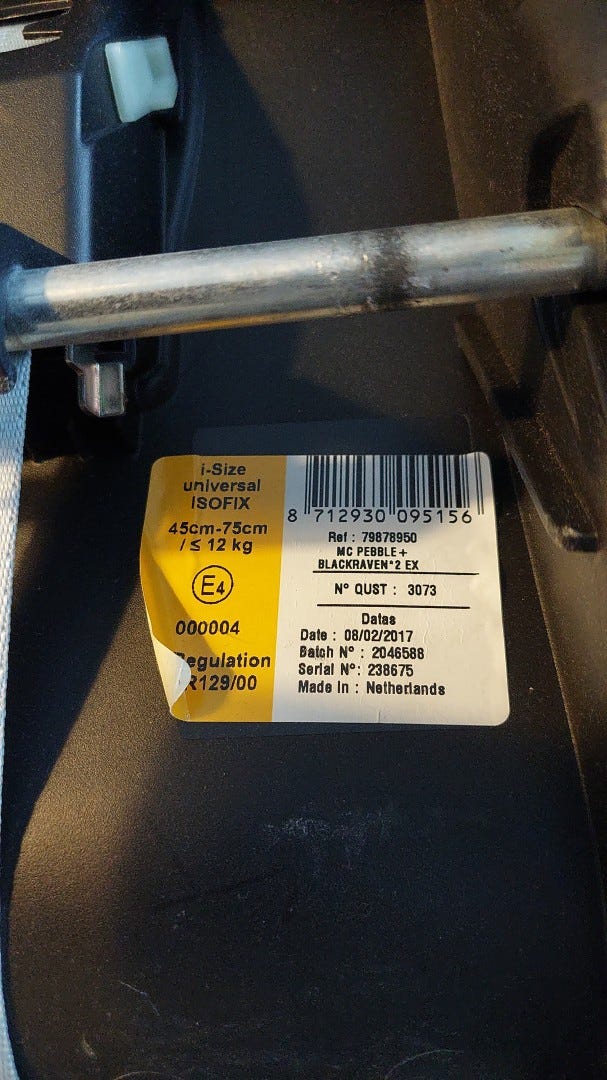 i-Size
universal
ISOFIX
45cm-75cm
/ ≤ 12 kg
E4
000004
egulation
R129/00
8 712930 095156
Ref : 79878950
MC PEBBLE+
BLACKRAVEN*2 EX
N° QUST : 3073
Datas
Date : 08/02/2017
Batch N° : 2046588
Serial N° : 238675
Made In : Netherlands